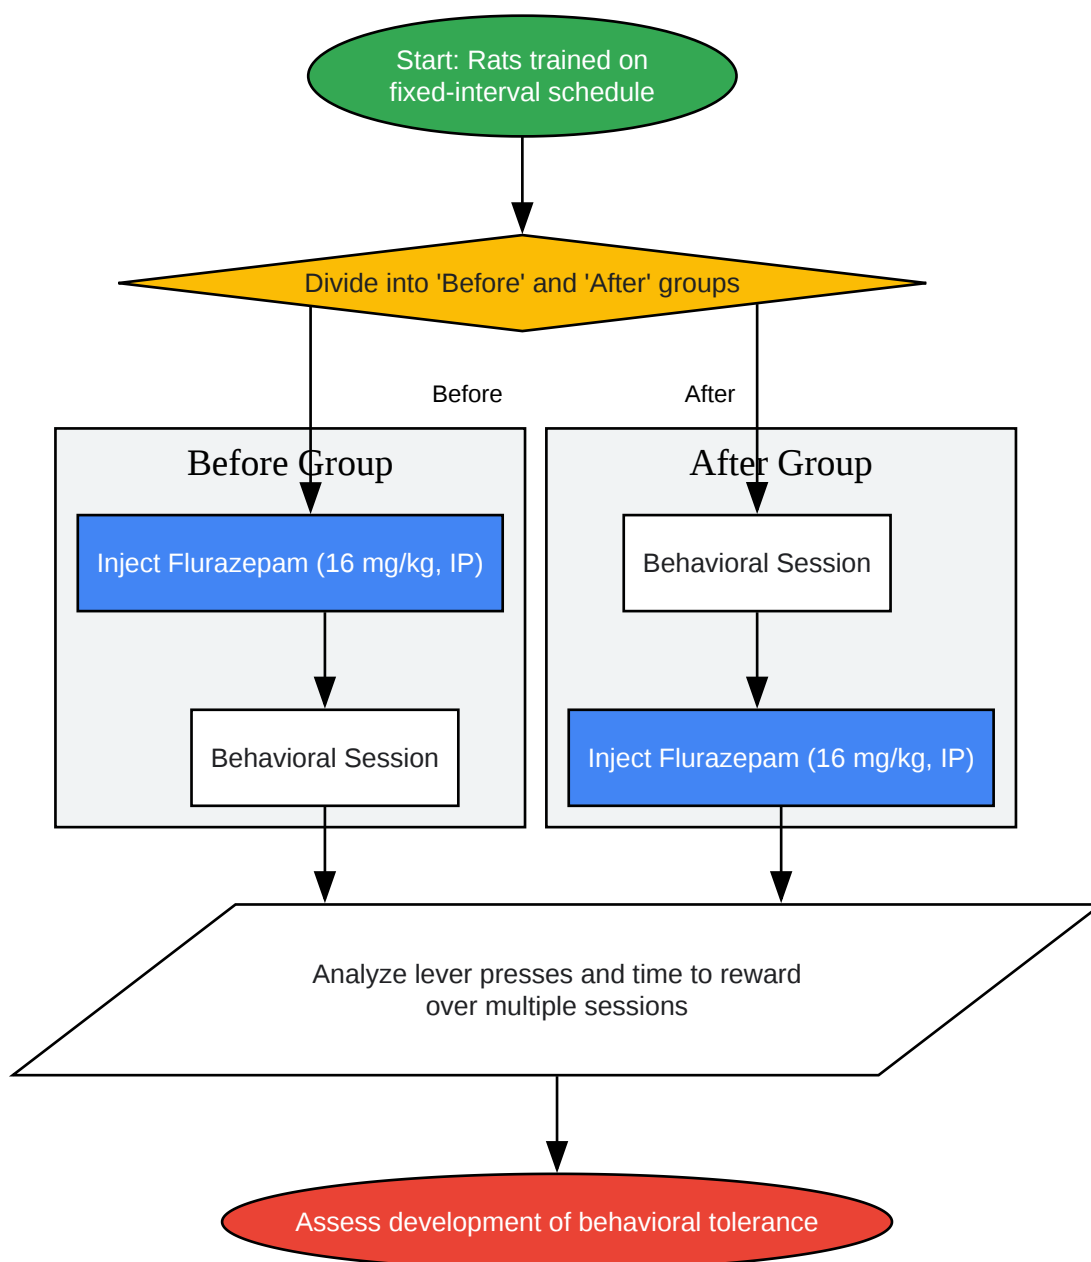 Start: Rats trained on
fixed-interval schedule
Divide into 'Before' and 'After' groups
Before
After
Before Group
Inject Flurazepam (16 mg/kg, IP)
Behavioral Session
After Group
Behavioral Session
Inject Flurazepam (16 mg/kg, IP)
Analyze lever presses and time to reward
over multiple sessions
Assess development of behavioral tolerance